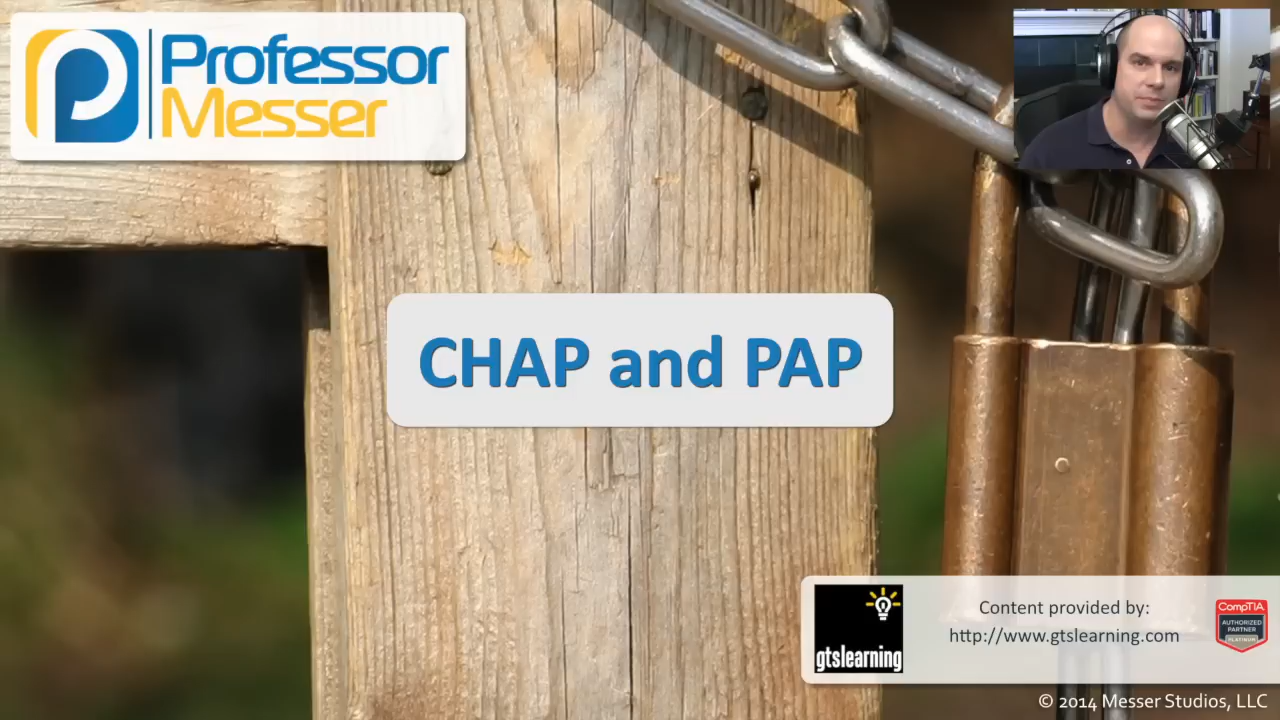 Professor
Messer
CHAP and PAP
gtslearning
Content provided by:
http://www.gtslearning.com
CompTIA
AUTHORIZED
PARTNER
PLATINUM
© 2014 Messer Studios, LLC